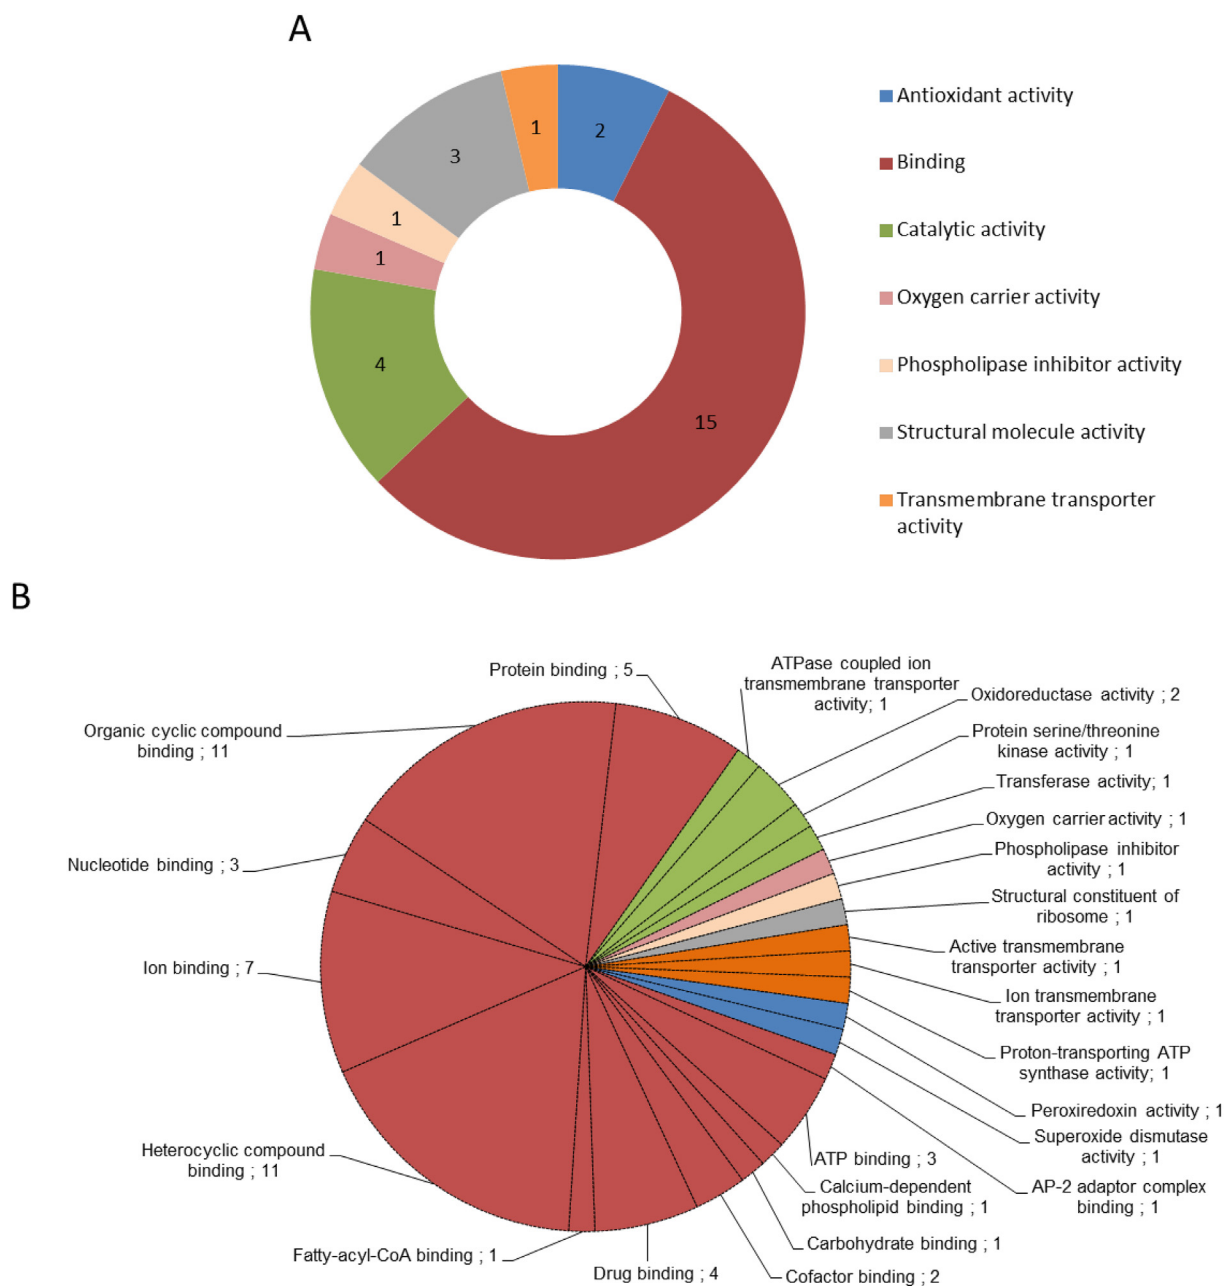 A
1
2
3
1
1
4
15
Antioxidant activity
Binding
Catalytic activity
Oxygen carrier activity
Phospholipase inhibitor activity
Structural molecule activity
Transmembrane transporter
activity
B
Protein binding ; 5
ATPase coupled ion
transmembrane transporter
activity; 1
Oxidoreductase activity ; 2
Protein serine/threonine
kinase activity ; 1
Transferase activity; 1
Oxygen carrier activity ; 1
Phospholipase inhibitor
activity ; 1
Structural constituent of
ribosome ; 1
Active transmembrane
transporter activity ; 1
Ion transmembrane
transporter activity ; 1
Proton-transporting ATP
synthase activity; 1
Peroxiredoxin activity ; 1
Superoxide dismutase
activity ; 1
AP-2 adaptor complex
binding ; 1
ATP binding ; 3
Calcium-dependent
phospholipid binding ; 1
Carbohydrate binding ; 1
Cofactor binding ; 2
Drug binding ; 4
Fatty-acyl-CoA binding ; 1
Heterocyclic compound
binding ; 11
Ion binding ; 7
Nucleotide binding ; 3
Organic cyclic compound
binding ; 11